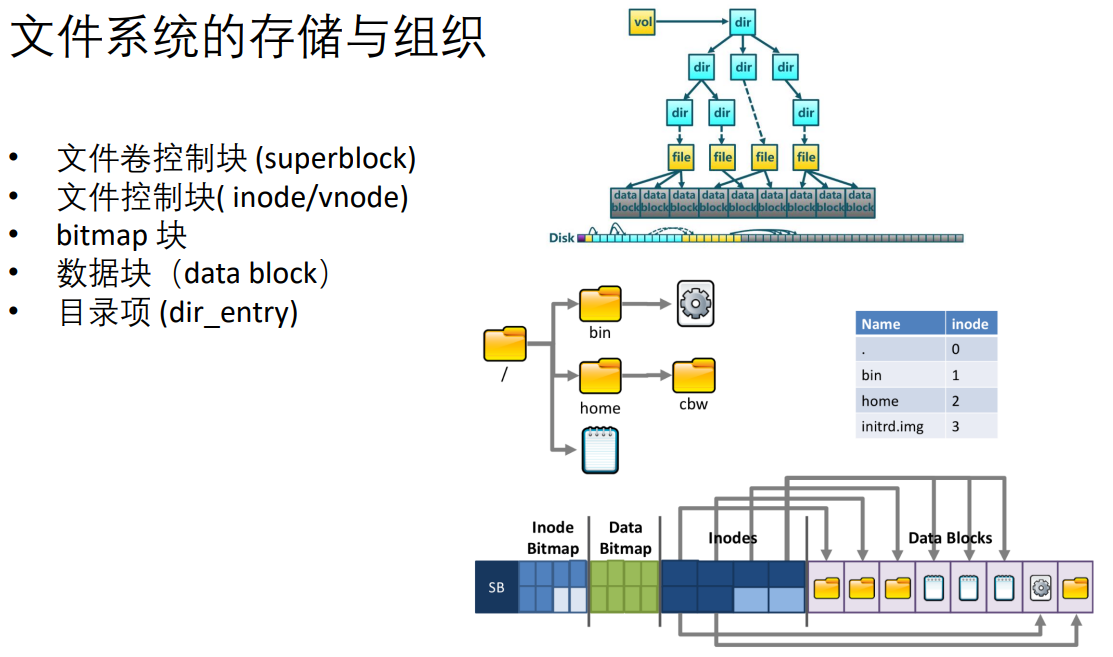 文件系统的存储与组织
• 文件卷控制块 (superblock)
• 文件控制块( inode/vnode)
• bitmap 块
• 数据块（data block）
• 目录项 (dir_entry)
vol dir
dir dir dir
dir dir dir
file file file file
data data data data data data data data data
block block block block block block block block block
Disk
bin
/
home cbw
Name inode
. 0
bin 1
home 2
initrd.img 3
Inode Bitmap
Data Bitmap
Inodes
Data Blocks
SB